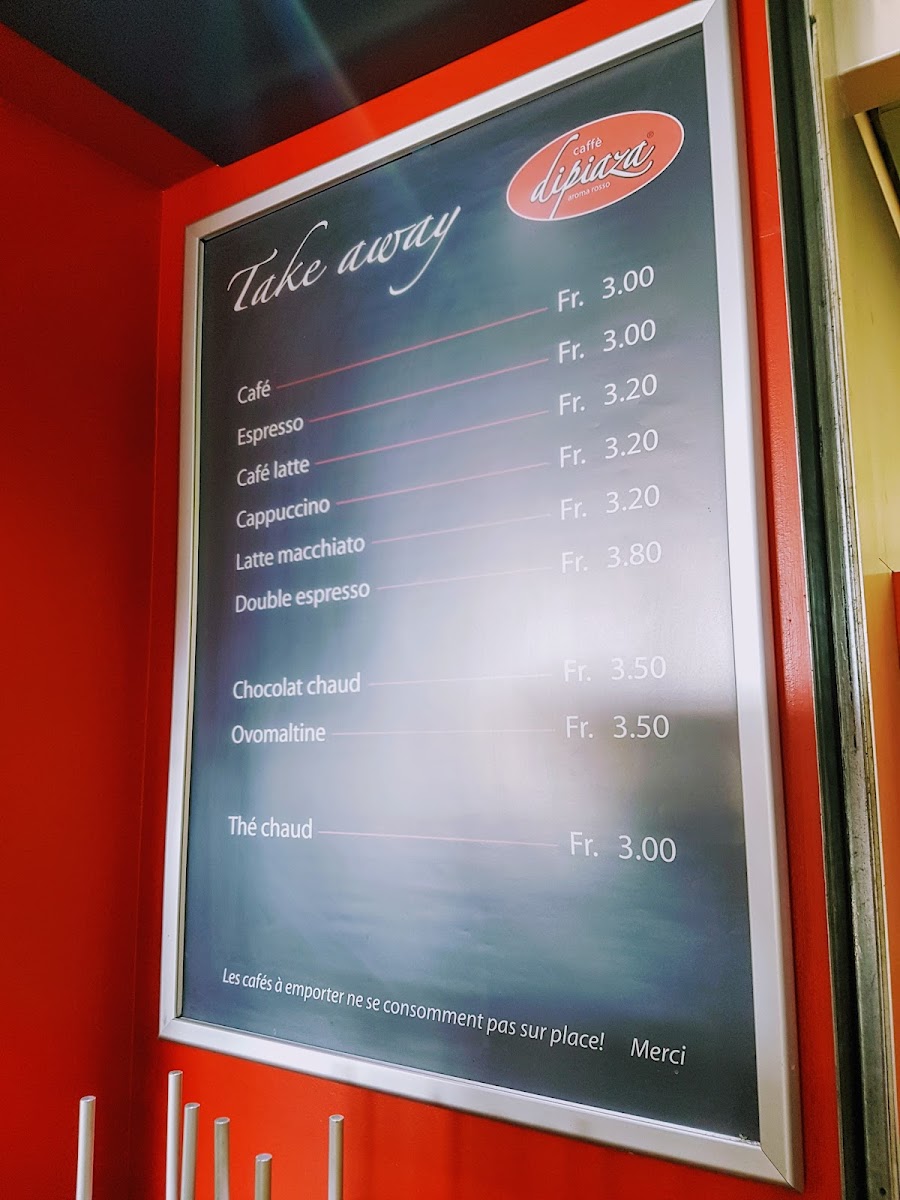 caffè
dipiaza®
aroma rosso
Take away
Café Fr. 3.00
Espresso Fr. 3.00
Café latte Fr. 3.20
Cappuccino Fr. 3.20
Latte macchiato Fr. 3.20
Double espresso Fr. 3.80
Chocolat chaud Fr. 3.50
Ovomaltine Fr. 3.50
Thé chaud Fr. 3.00
Les cafés à emporter ne se consomment pas sur place! Merci